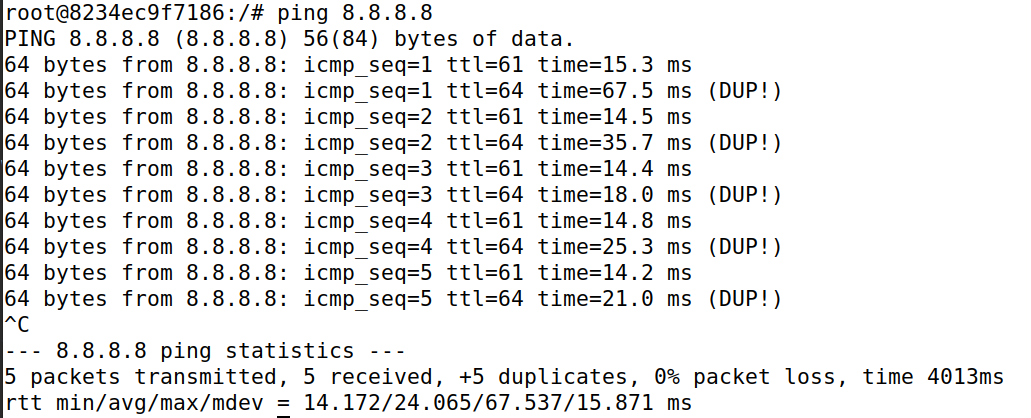 root@8234ec9f7186:/# ping 8.8.8.8
PING 8.8.8.8 (8.8.8.8) 56(84) bytes of data.
64 bytes from 8.8.8.8: icmp_seq=1 ttl=61 time=15.3 ms
64 bytes from 8.8.8.8: icmp_seq=1 ttl=64 time=67.5 ms (DUP!)
64 bytes from 8.8.8.8: icmp_seq=2 ttl=61 time=14.5 ms
64 bytes from 8.8.8.8: icmp_seq=2 ttl=64 time=35.7 ms (DUP!)
64 bytes from 8.8.8.8: icmp_seq=3 ttl=61 time=14.4 ms
64 bytes from 8.8.8.8: icmp_seq=3 ttl=64 time=18.0 ms (DUP!)
64 bytes from 8.8.8.8: icmp_seq=4 ttl=61 time=14.8 ms
64 bytes from 8.8.8.8: icmp_seq=4 ttl=64 time=25.3 ms (DUP!)
64 bytes from 8.8.8.8: icmp_seq=5 ttl=61 time=14.2 ms
64 bytes from 8.8.8.8: icmp_seq=5 ttl=64 time=21.0 ms (DUP!)
^C
--- 8.8.8.8 ping statistics ---
5 packets transmitted, 5 received, +5 duplicates, 0% packet loss, time 4013ms
rtt min/avg/max/mdev = 14.172/24.065/67.537/15.871 ms